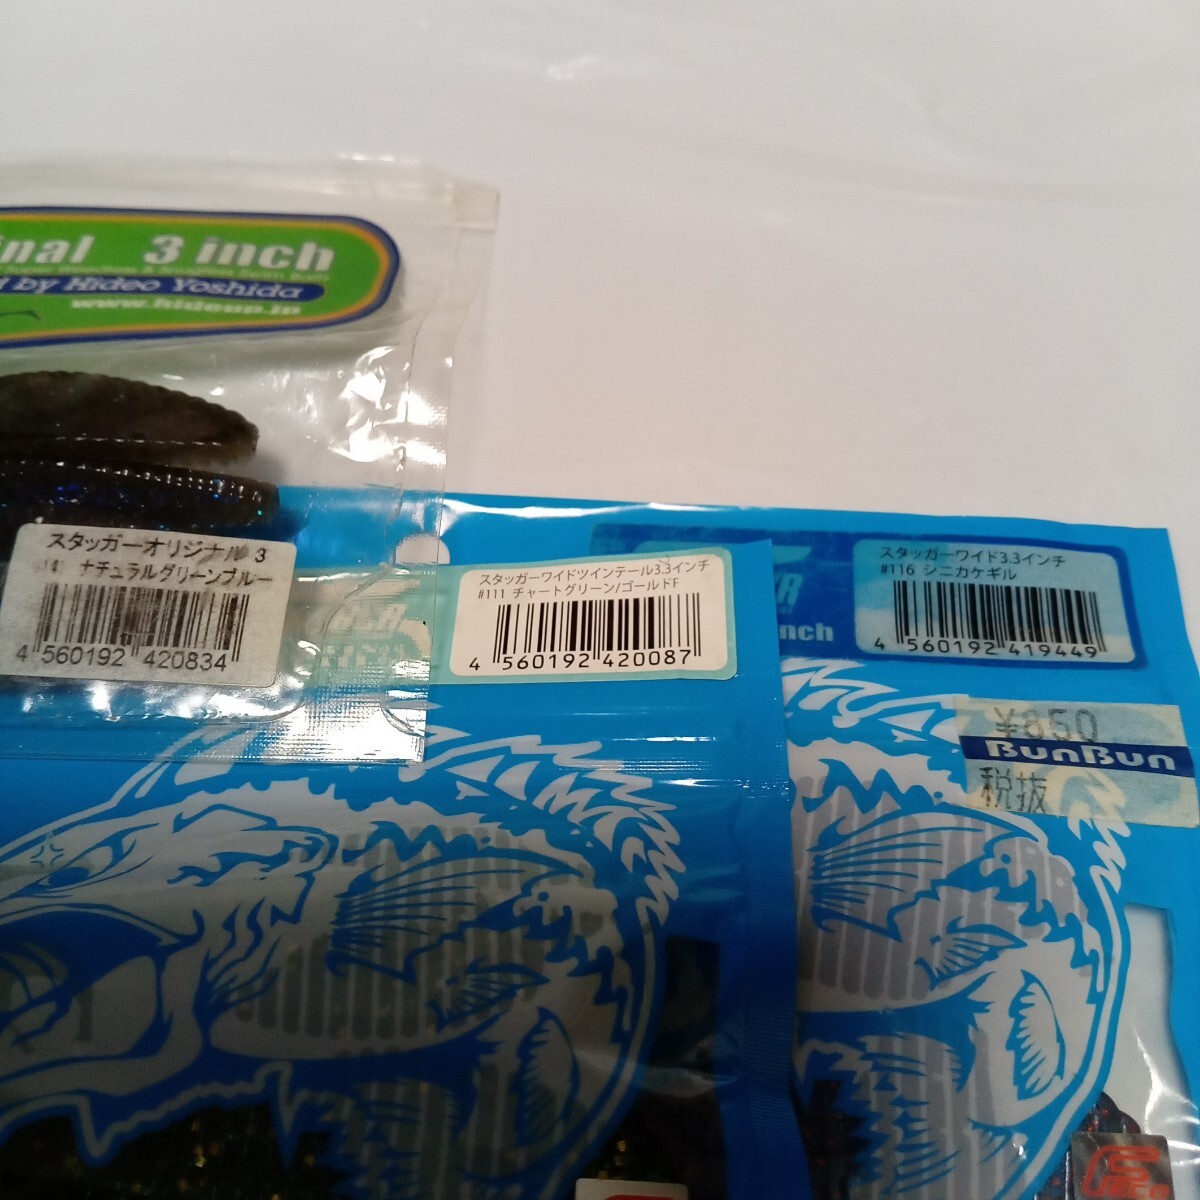 inal 3 inch
d by Hideo Yoshida
www.hideup.jp
スタッガーオリジナル 3
ナチュラルグリーンブルー
4 560192 420834
スタッガーワイドツインテール3.3インチ
#111 チャートグリーン/ゴールドF
4 560192 420087
スタッガーワイド3.3インチ
#116 シニカケギル
4 560192 419449
nch
¥850
BunBun
税抜